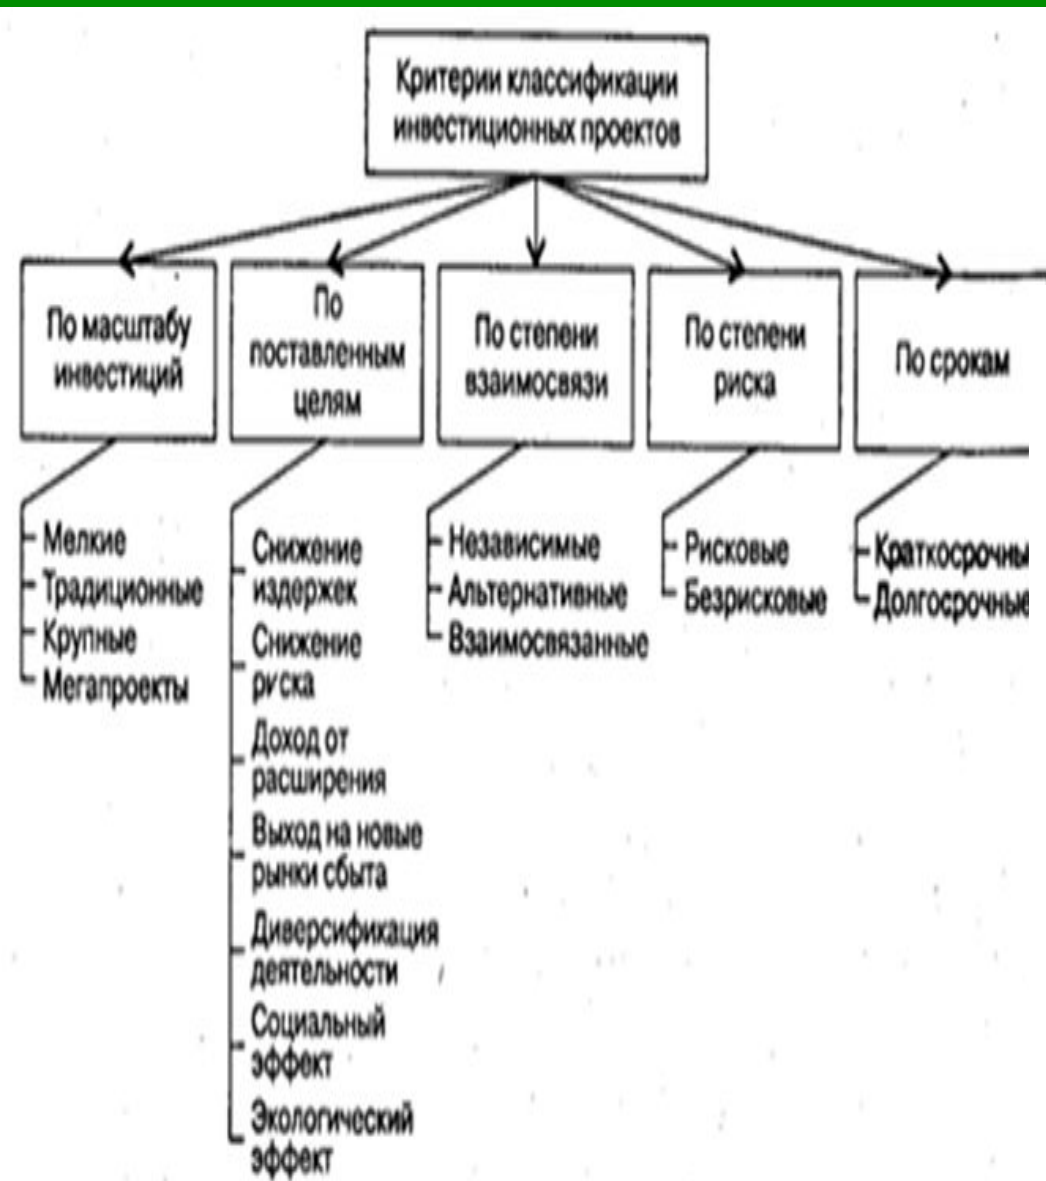 Критерии классификации
инвестиционных проектов
По масштабу
инвестиций
По
поставленным
целям
По степени
взаимосвязи
По степени
риска
По срокам
Мелкие
Традиционные
Крупные
Мегапроекты
Снижение
издержек
Снижение
риска
Доход от
расширения
Выход на новые
рынки сбыта
Диверсификация
деятельности
Социальный
эффект
Экологический
эффект
Независимые
Альтернативные
Взаимосвязанные
Рисковые
Безрисковые
Краткосрочны
Долгосрочные